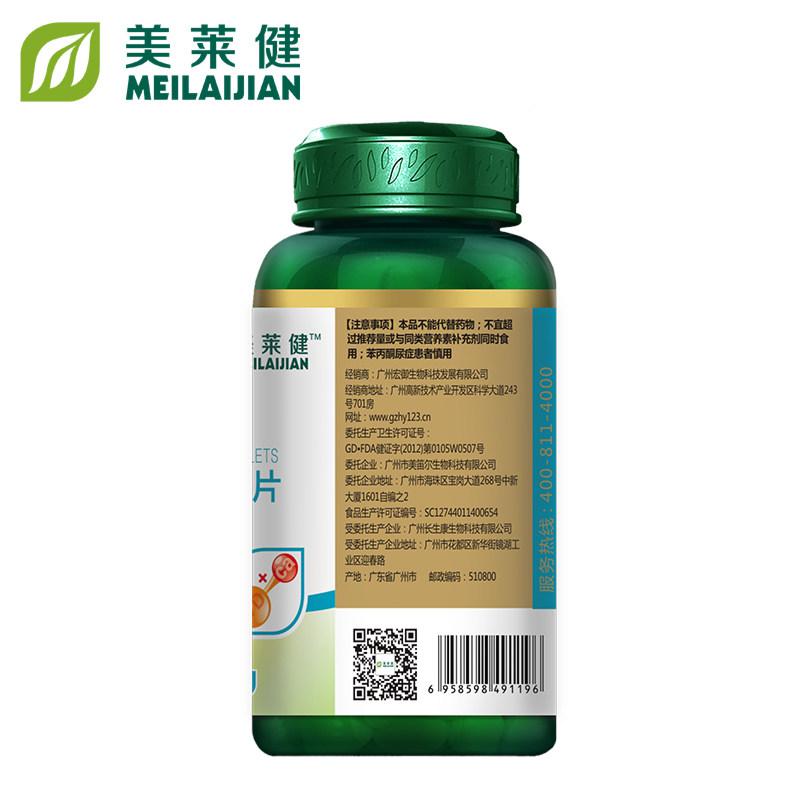 美莱健
MEILAIJIAN
莱健™
ILAIJIAN
LETS
片
Ca
D
【注意事项】本品不能代替药物；不宜超
过推荐量或与同类营养素补充剂同时食
用；苯丙酮尿症患者慎用
经销商：广州宏御生物科技发展有限公司
经销商地址：广州高新技术产业开发区科学大道243
号701房
网址：www.gzhy123.cn
委托生产卫生许可证号：
GD•FDA健证字(2012)第0105W0507号
委托企业：广州市美笛尔生物科技有限公司
委托企业地址：广州市海珠区宝岗大道268号中新
大厦1601自编之2
食品生产许可证编号：SC12744011400654
受委托生产企业：广州长生康生物科技有限公司
受委托生产企业地址：广州市花都区新华街镜湖工
业区迎春路
产地：广东省广州市 邮政编码：510800
服务热线:400-811-4000
美莱健
6 958598 491196